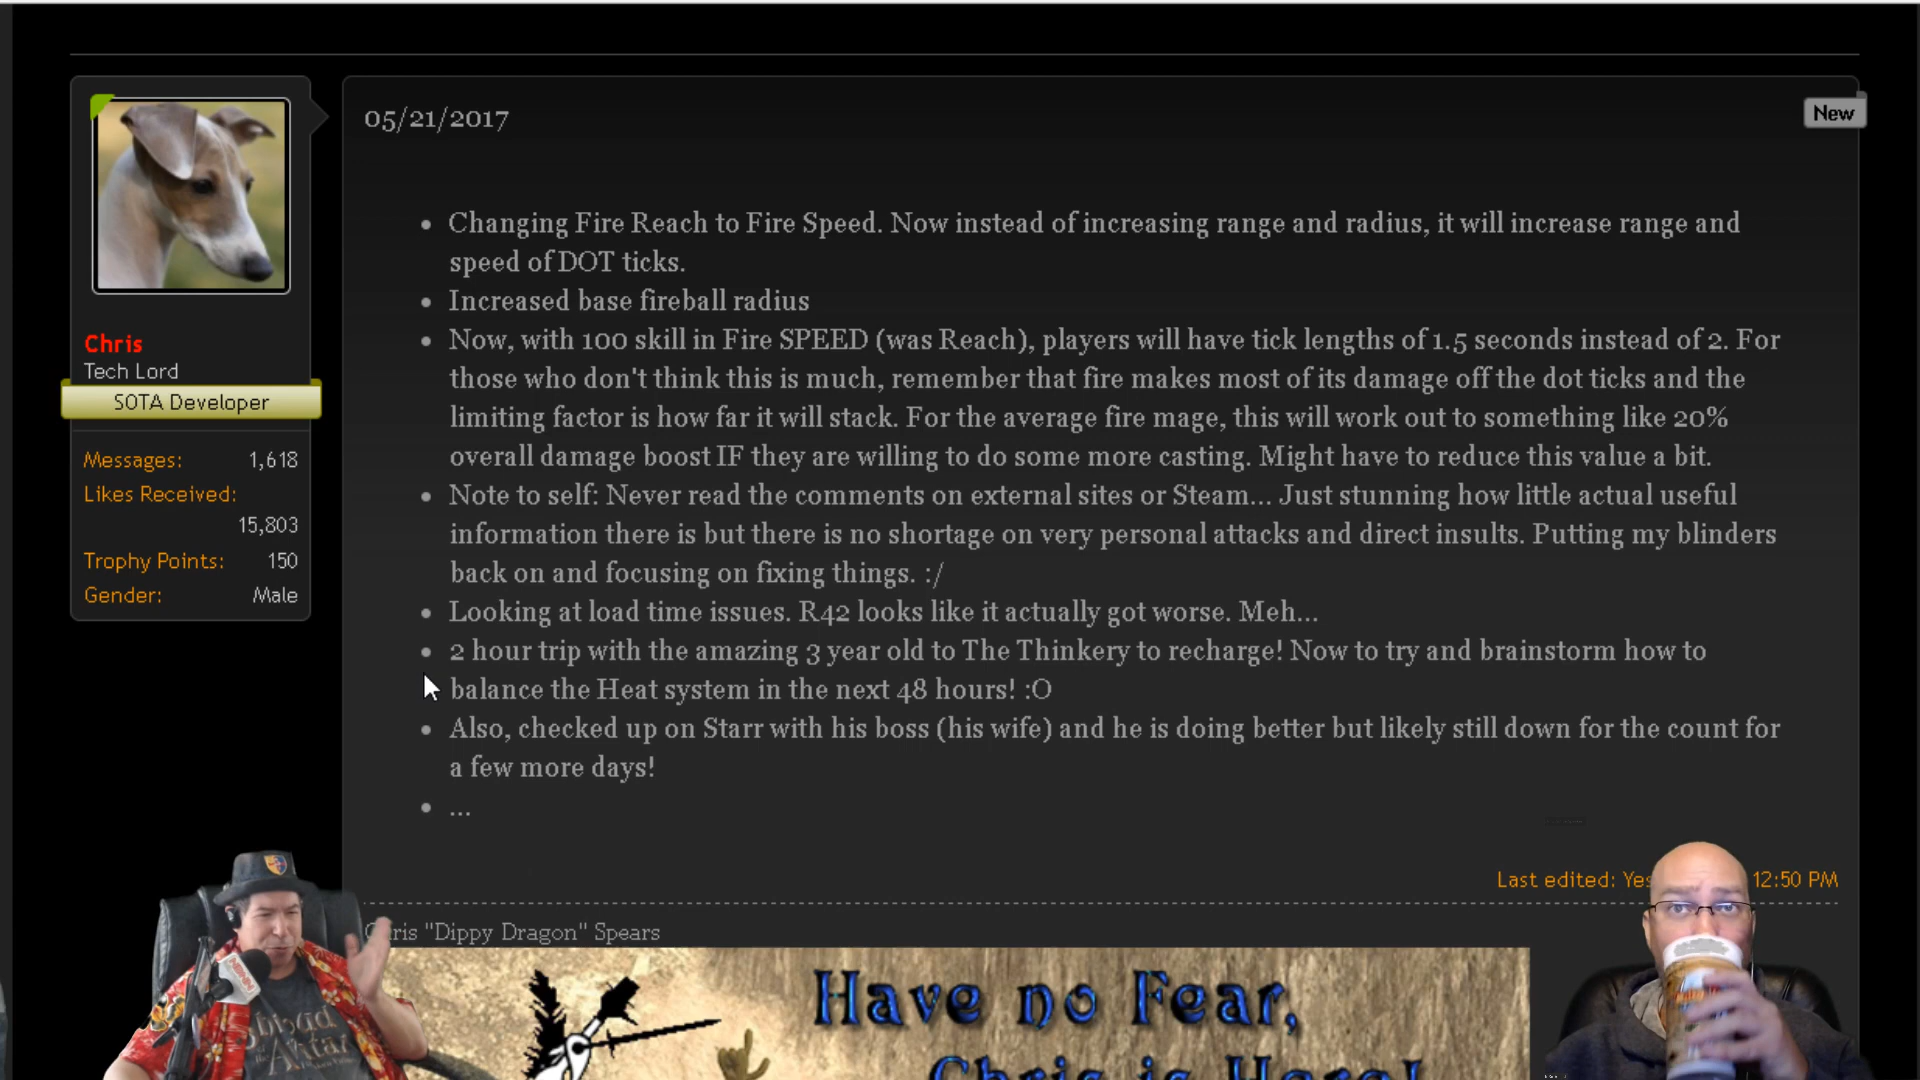 05/21/2017
New
Changing Fire Reach to Fire Speed. Now instead of increasing range and radius, it will increase range and
speed of DOT ticks.
Increased base fireball radius
Now, with 100 skill in Fire SPEED (was Reach), players will have tick lengths of 1.5 seconds instead of 2. For
those who don't think this is much, remember that fire makes most of its damage off the dot ticks and the
limiting factor is how far it will stack. For the average fire mage, this will work out to something like 20%
overall damage boost IF they are willing to do some more casting. Might have to reduce this value a bit.
Note to self: Never read the comments on external sites or Steam... Just stunning how little actual useful
information there is but there is no shortage on very personal attacks and direct insults. Putting my blinders
back on and focusing on fixing things. :/
Looking at load time issues. R42 looks like it actually got worse. Meh...
2 hour trip with the amazing 3 year old to The Thinkery to recharge! Now to try and brainstorm how to
balance the Heat system in the next 48 hours! :O
Also, checked up on Starr with his boss (his wife) and he is doing better but likely still down for the count for
a few more days!
...
Chris
Tech Lord
SOTA Developer
Messages: 1,618
Likes Received:
15,803
Trophy Points: 150
Gender: Male
Last edited: Yes 12:50 PM
Chris "Dippy Dragon" Spears
Have no Fear,
Chris is Here!